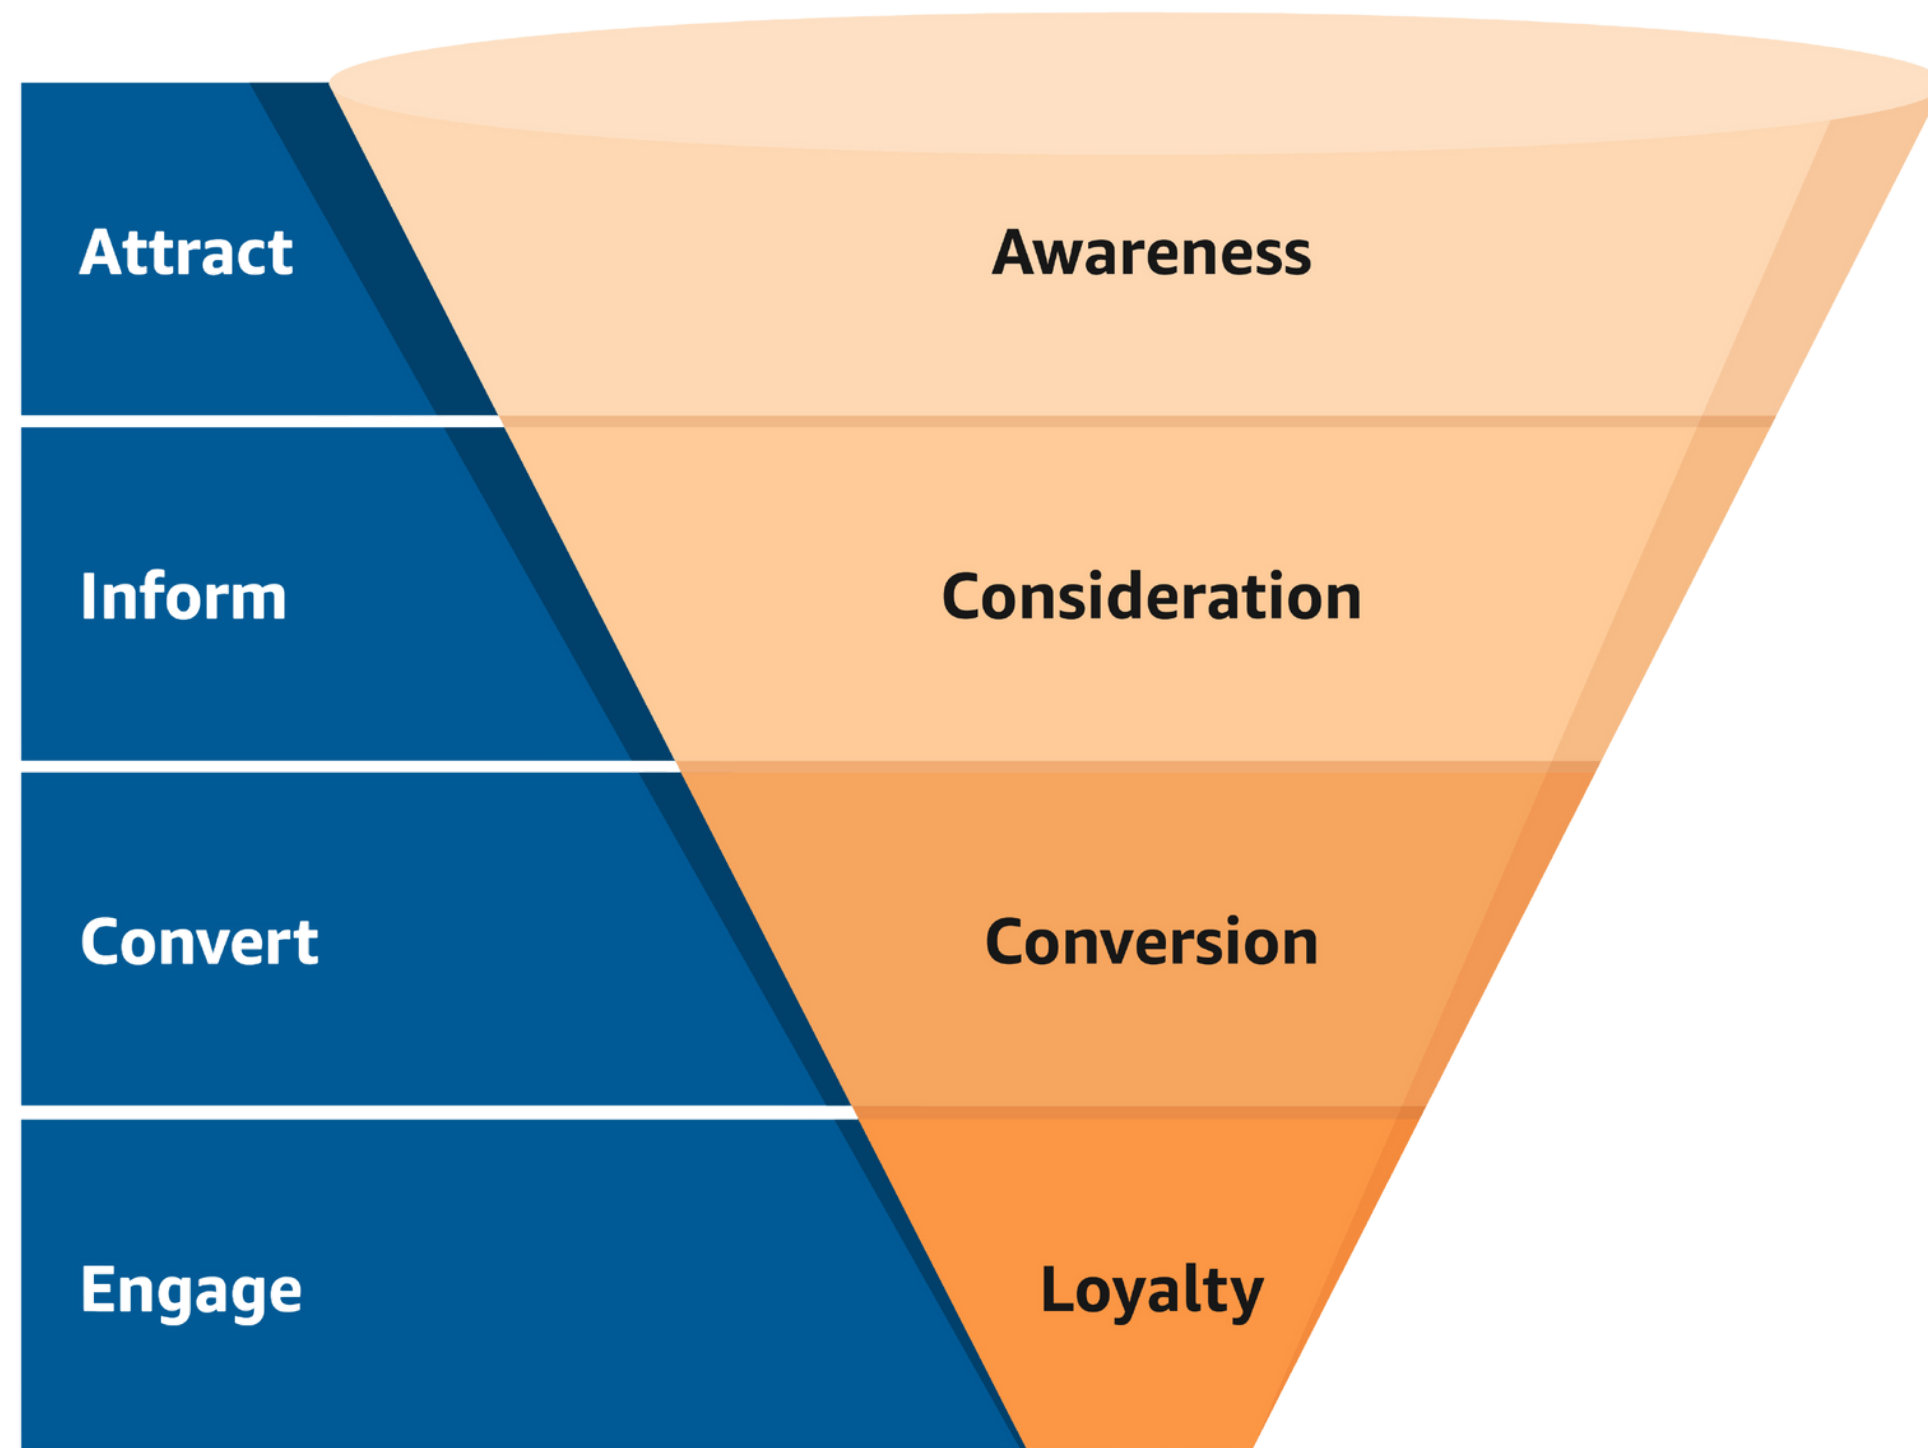 Attract
Awareness
Inform
Consideration
Convert
Conversion
Engage
Loyalty